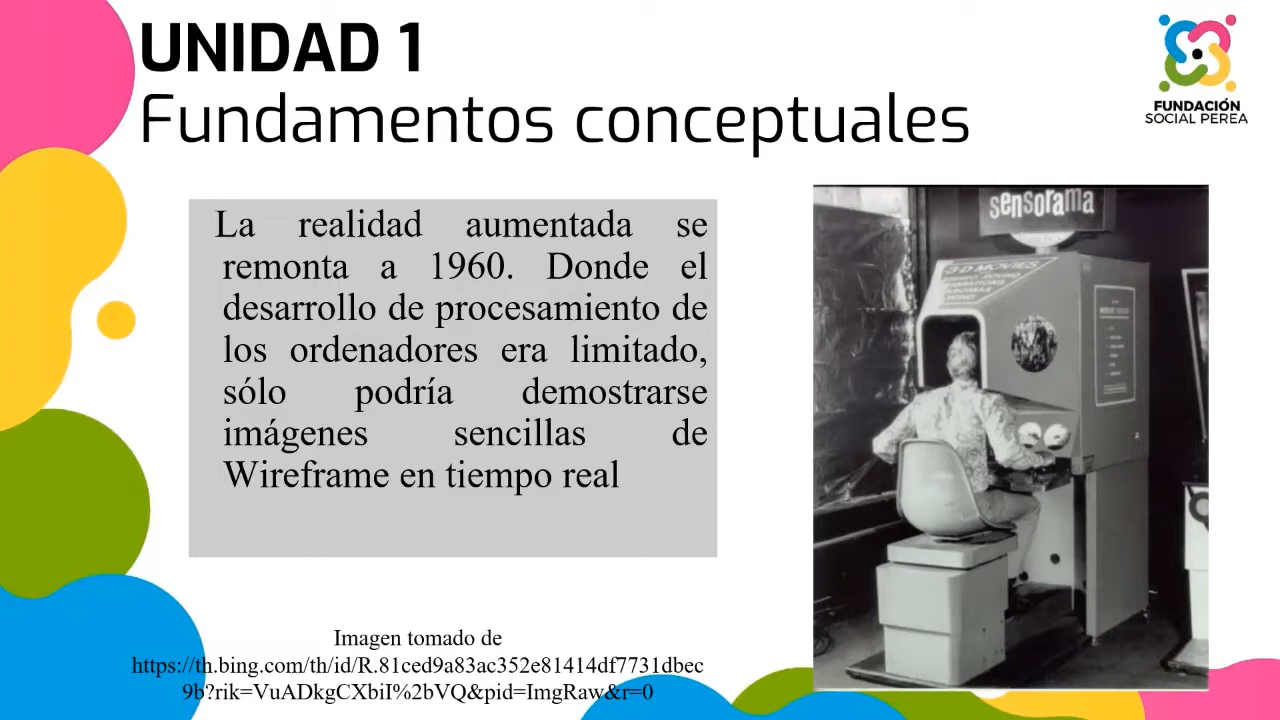 UNIDAD 1
Fundamentos conceptuales
FUNDACIÓN
SOCIAL PEREA
La realidad aumentada se
remonta a 1960. Donde el
desarrollo de procesamiento de
los ordenadores era limitado,
sólo podría demostrarse
imágenes sencillas de
Wireframe en tiempo real
sensorama
3-D MOVIES
Imagen tomado de
https://th.bing.com/th/id/R.81ced9a83ac352e81414df7731dbec
9b?rik=VuADkgCXbiI%2bVQ&pid=ImgRaw&r=0